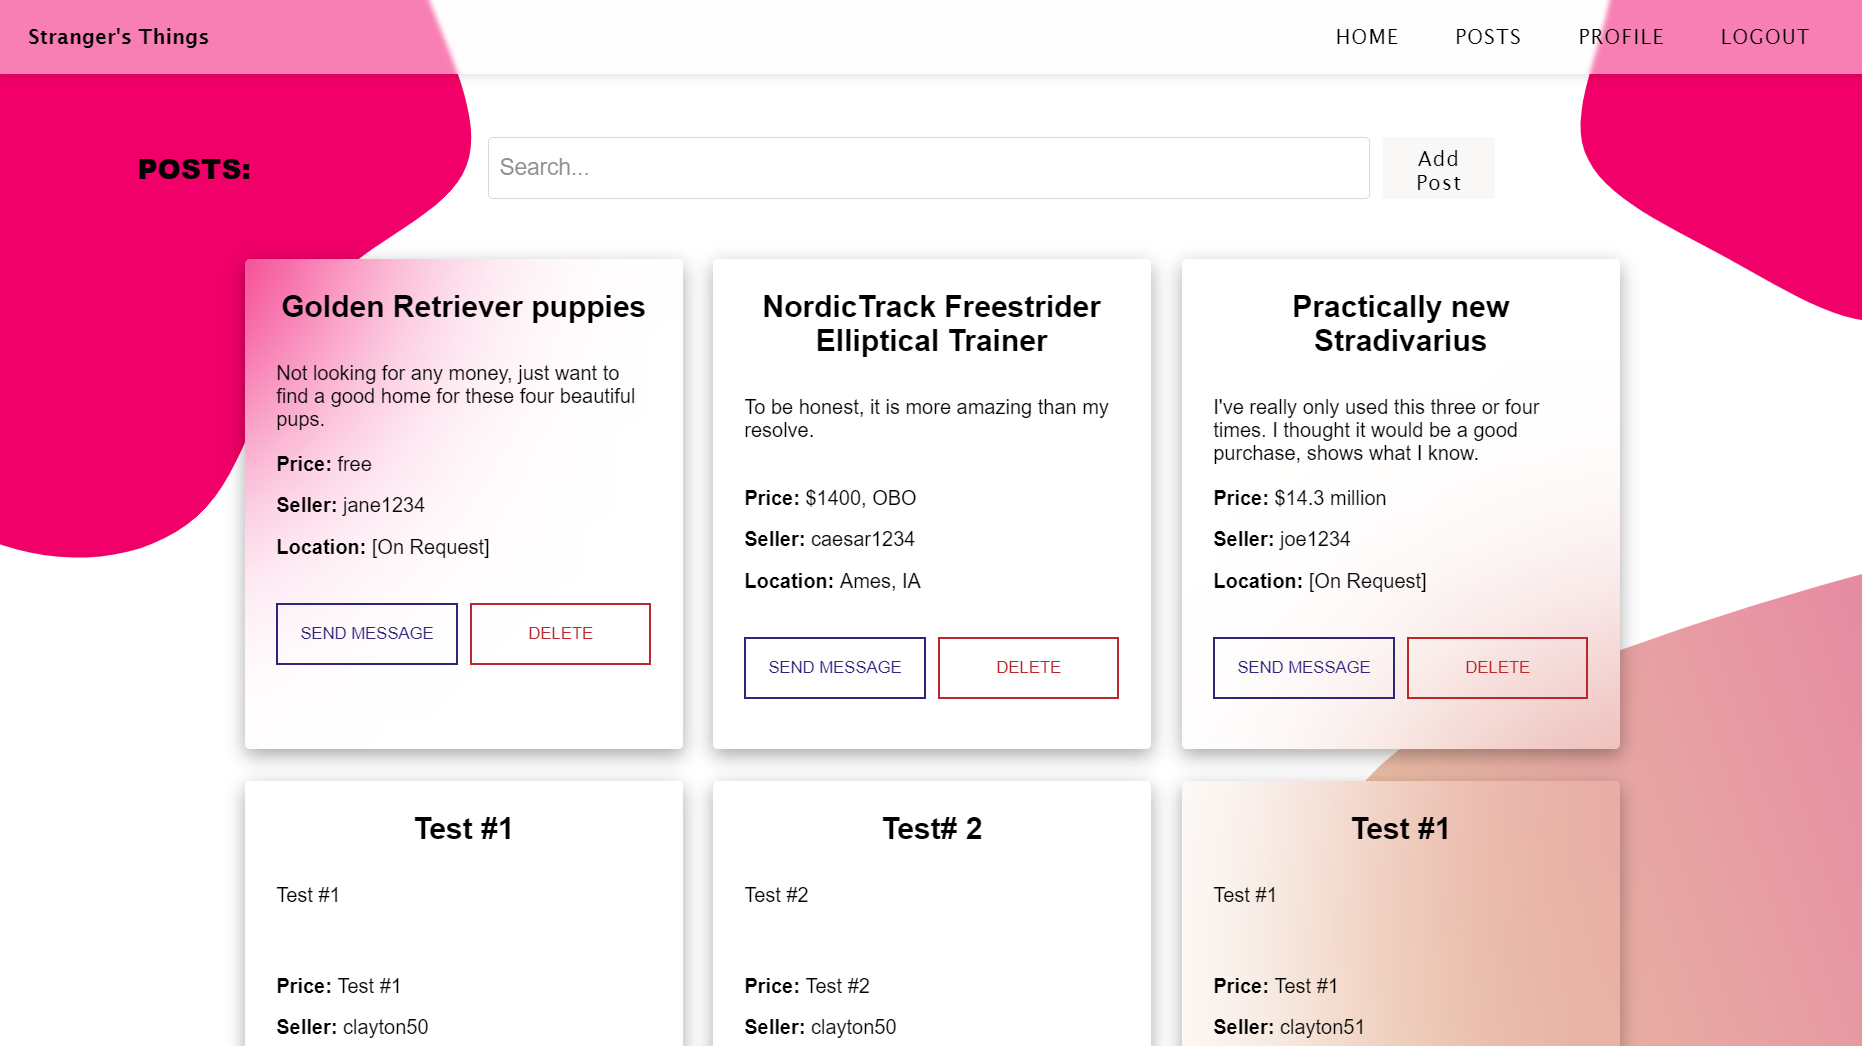 Stranger's Things
HOME
POSTS
PROFILE
LOGOUT
POSTS:
Search...
Add
Post
Golden Retriever puppies
Not looking for any money, just want to
find a good home for these four beautiful
pups.
Price: free
Seller: jane1234
Location: [On Request]
SEND MESSAGE
DELETE
NordicTrack Freestrider
Elliptical Trainer
To be honest, it is more amazing than my
resolve.
Price: $1400, OBO
Seller: caesar1234
Location: Ames, IA
SEND MESSAGE
DELETE
Practically new
Stradivarius
I've really only used this three or four
times. I thought it would be a good
purchase, shows what I know.
Price: $14.3 million
Seller: joe1234
Location: [On Request]
SEND MESSAGE
DELETE
Test #1
Test #1
Price: Test #1
Seller: clayton50
Test# 2
Test #2
Price: Test #2
Seller: clayton50
Test #1
Test #1
Price: Test #1
Seller: clayton51